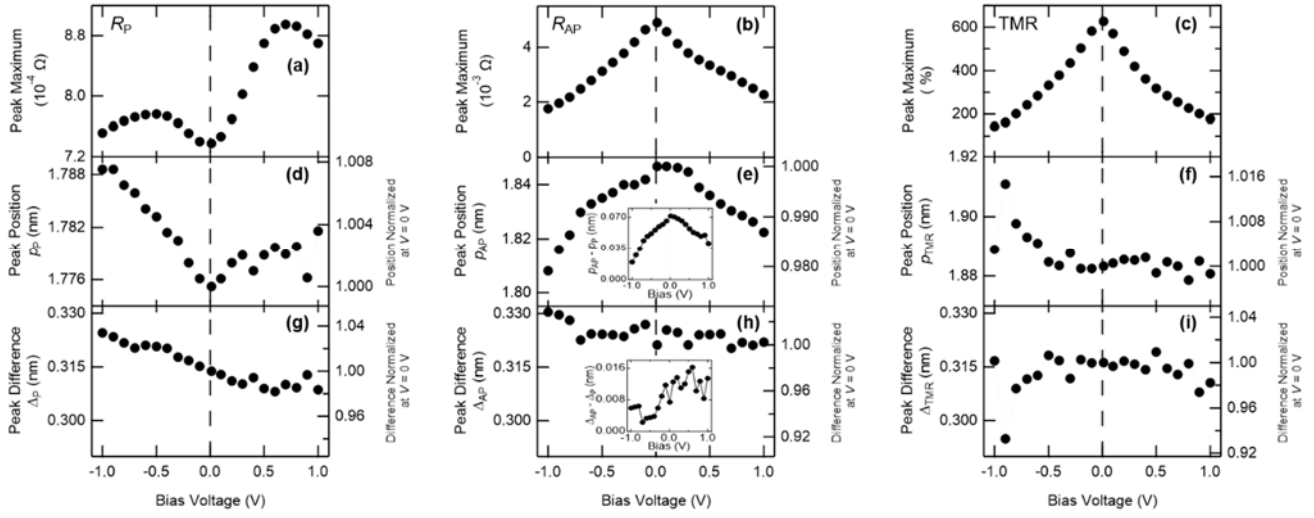 R_P
(a)
Peak Maximum
(10⁻⁴ Ω)
8.8
8.0
7.2
R_AP
(b)
Peak Maximum
(10⁻³ Ω)
4
2
0
TMR
(c)
Peak Maximum
( %)
600
400
200
(d)
Peak Position
p_P (nm)
1.788
1.782
1.776
1.008
1.004
1.000
Position Normalized
at V = 0 V
(e)
Peak Position
p_AP (nm)
1.84
1.82
1.80
1.000
0.990
0.980
Position Normalized
at V = 0 V
p_AP - p_P (nm)
0.070
0.035
0.000
-1.0
0.0
1.0
Bias (V)
(f)
Peak Position
p_TMR (nm)
1.92
1.90
1.88
1.016
1.008
1.000
Position Normalized
at V = 0 V
(g)
Peak Difference
Δ_P (nm)
0.330
0.315
0.300
1.04
1.00
0.96
Difference Normalized
at V = 0 V
-1.0
-0.5
0.0
0.5
1.0
Bias Voltage (V)
(h)
Peak Difference
Δ_AP (nm)
0.330
0.315
0.300
1.00
0.96
0.92
Difference Normalized
at V = 0 V
Δ_AP - Δ_P (nm)
0.016
0.008
0.000
-1.0
0.0
1.0
Bias (V)
-1.0
-0.5
0.0
0.5
1.0
Bias Voltage (V)
(i)
Peak Difference
Δ_TMR (nm)
0.330
0.315
0.300
1.04
1.00
0.96
0.92
Difference Normalized
at V = 0 V
-1.0
-0.5
0.0
0.5
1.0
Bias Voltage (V)